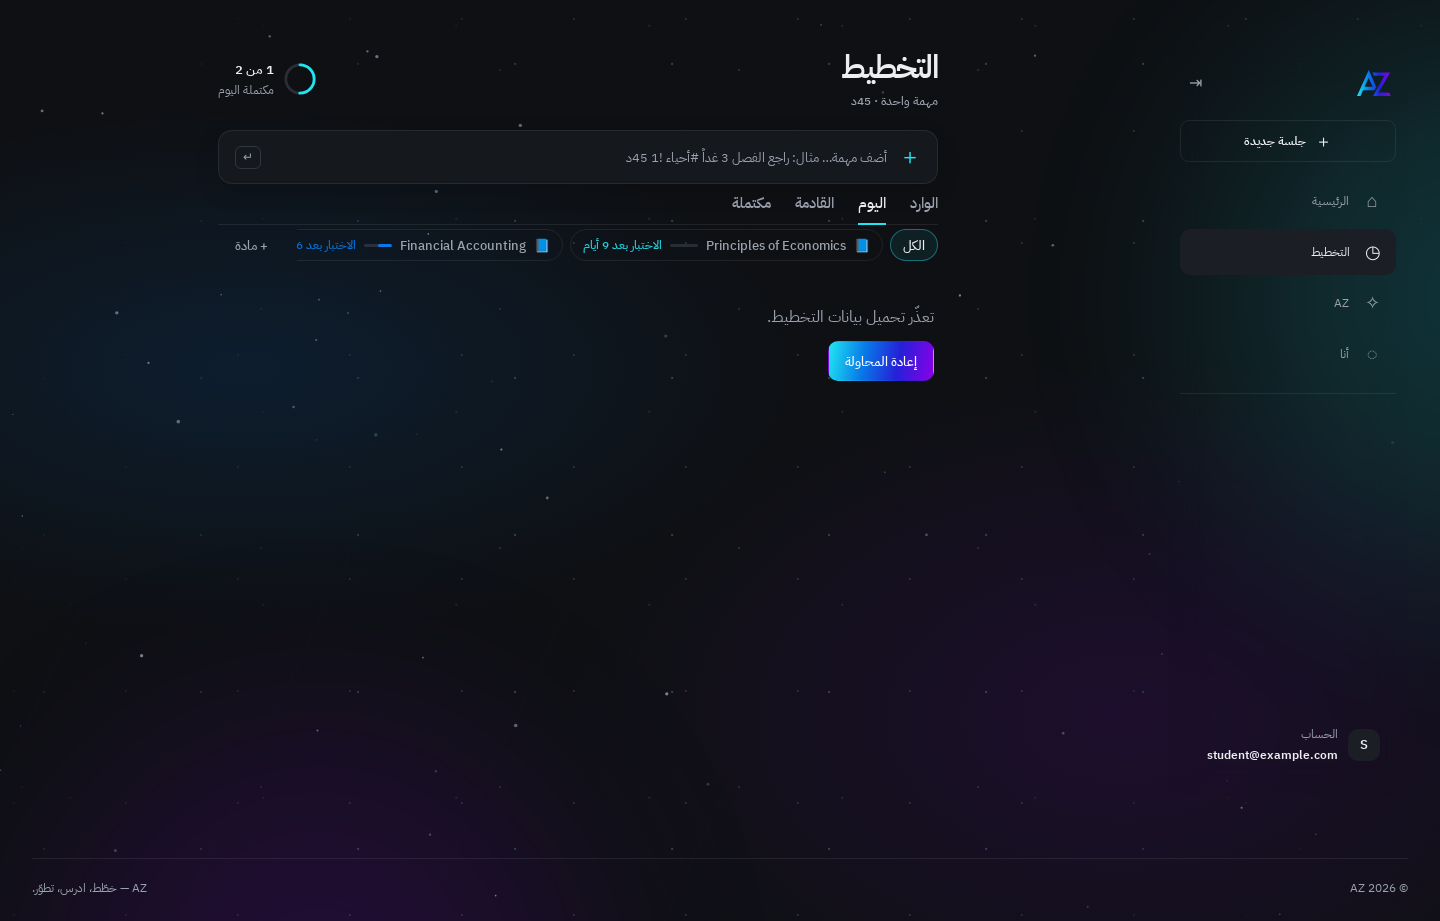 AZ
جلسة جديدة
الرئيسية
التخطيط
AZ
أنا
الحساب
S
student@example.com
التخطيط
مهمة واحدة · 45د
1 من 2
مكتملة اليوم
أضف مهمة… مثال: راجع الفصل 3 غداً #أحياء !1 45د
الوارد
اليوم
القادمة
مكتملة
الكل
Principles of Economics الاختبار بعد 9 أيام
Financial Accounting الاختبار بعد 6
+ مادة
تعذّر تحميل بيانات التخطيط.
إعادة المحاولة
© 2026 AZ
AZ — خطّط، ادرس، تطوّر.